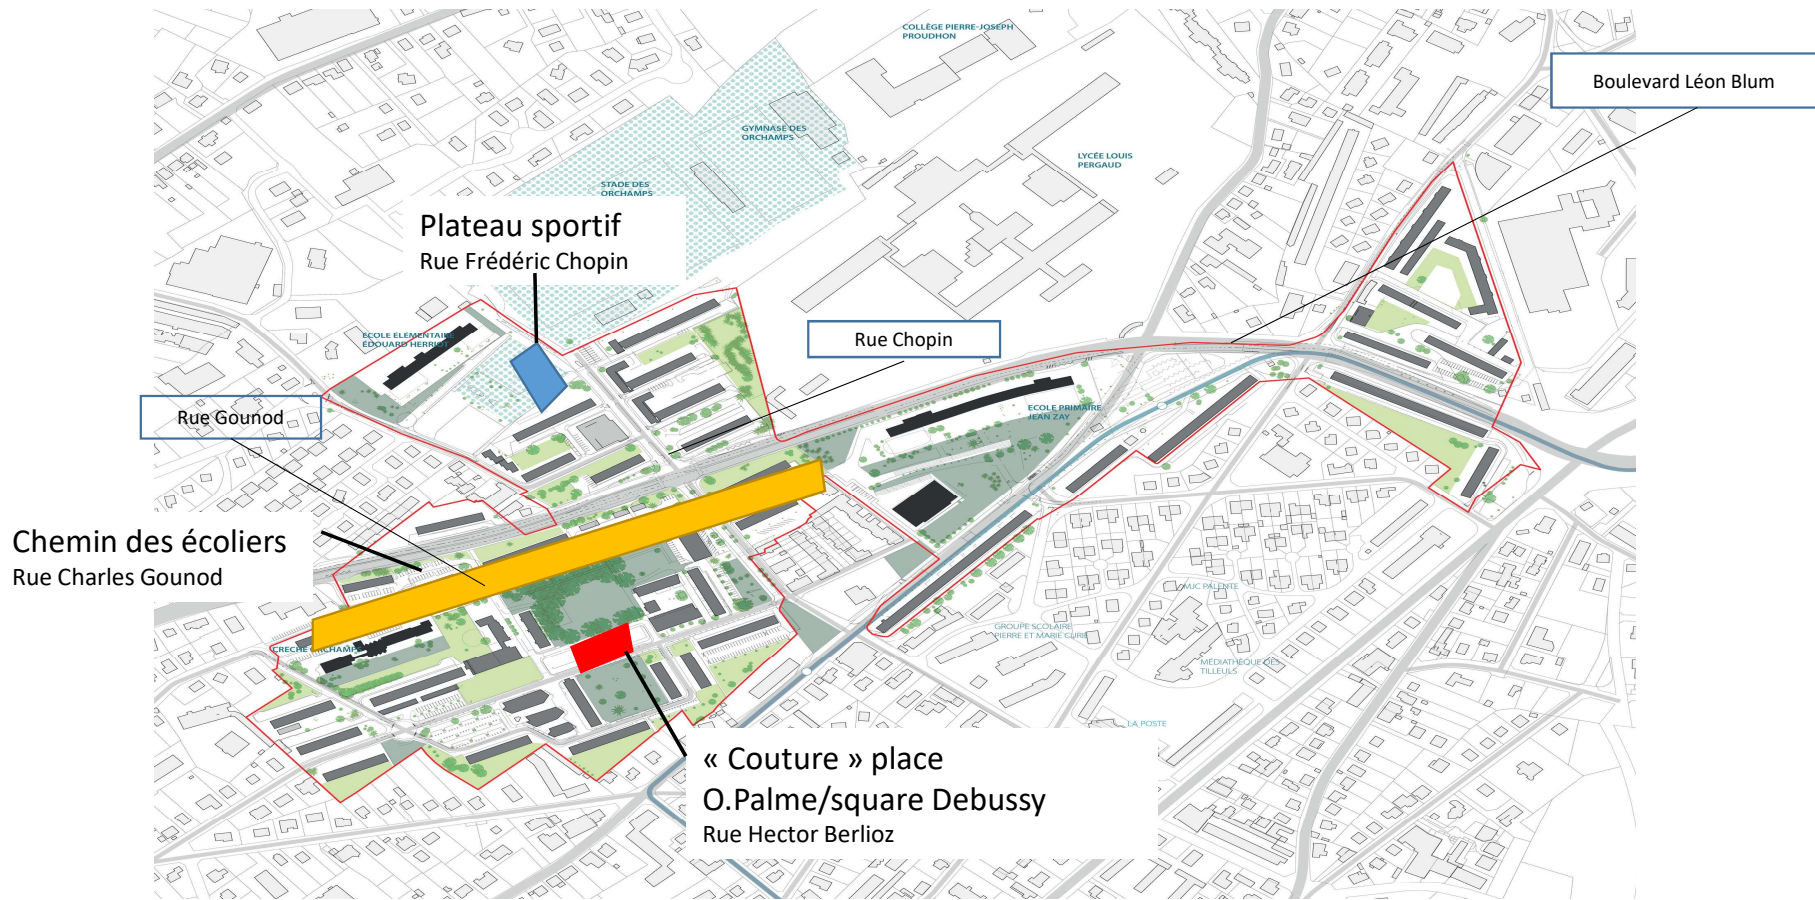 COLLÈGE PIERRE-JOSEPH
PROUDHON
Boulevard Léon Blum
GYMNASE DES
ORCHAMPS
LYCÉE LOUIS
PERGAUD
STADE DES
ORCHAMPS
Plateau sportif
Rue Frédéric Chopin
ECOLE ÉLEMENTAIRE
ÉDOUARD HERRIOT
Rue Chopin
Rue Gounod
ECOLE PRIMAIRE
JEAN ZAY
Chemin des écoliers
Rue Charles Gounod
MJC PALENTE
GROUPE SCOLAIRE
PIERRE ET MARIE CURIE
CRECHE ORCHAMPS
MÉDIATHÈQUE DES
TILLEULS
LA POSTE
« Couture » place
O.Palme/square Debussy
Rue Hector Berlioz